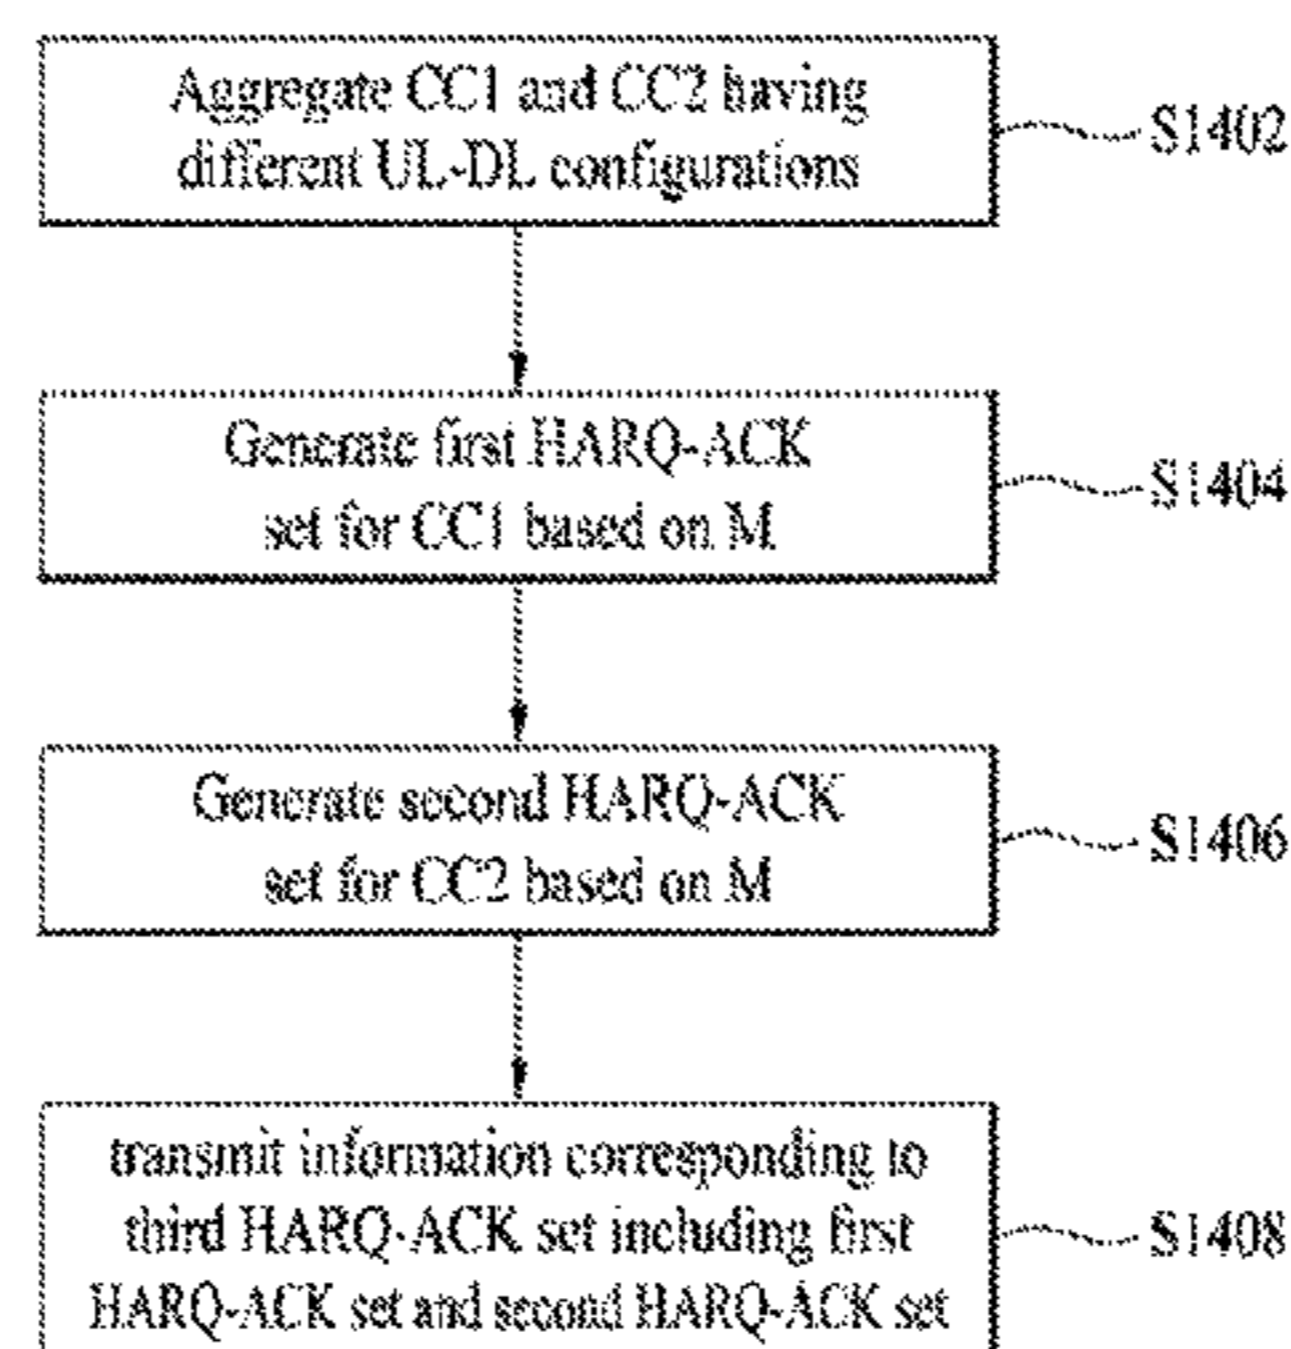 Aggregate CC1 and CC2 having
different UL-DL configurations
S1402
Generate first HARQ-ACK
set for CC1 based on M
S1404
Generate second HARQ-ACK
set for CC2 based on M
S1406
transmit information corresponding to
third HARQ-ACK set including first
HARQ-ACK set and second HARQ-ACK set
S1408